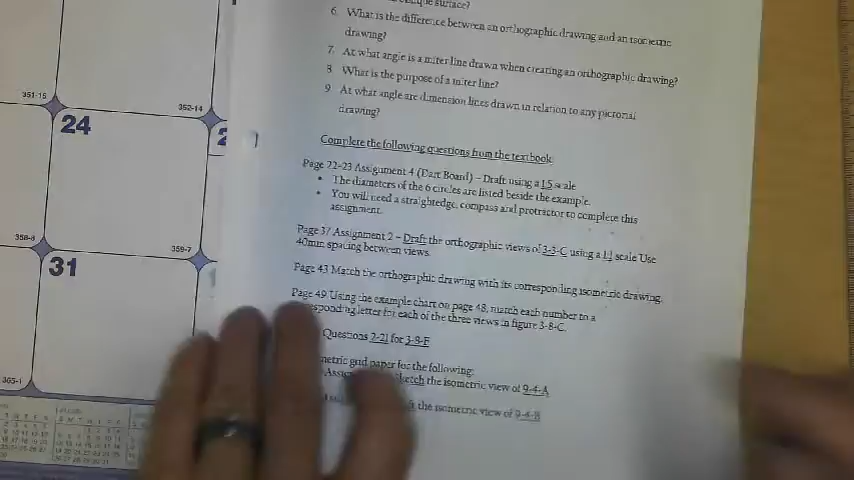 que surface?
6. What is the difference between an orthographic drawing and an isometric
drawing?
7. At what angle is a miter line drawn when creating an orthographic drawing?
8. What is the purpose of a miter line?
9. At what angle are dimension lines drawn in relation to any pictorial
drawing?
Complete the following questions from the textbook
Page 22-23 Assignment 4 (Dart Board) – Draft using a 1:5 scale
• The diameters of the 6 circles are listed beside the example.
• You will need a straightedge, compass and protractor to complete this
assignment.
Page 37 Assignment 2 – Draft the orthographic views of 3-3-C using a 1:1 scale Use
40mm spacing between views.
Page 43 Match the orthographic drawing with its corresponding isometric drawing.
Page 49 Using the example chart on page 48, match each number to a
sponding letter for each of the three views in figure 3-8-C.
Questions 2-21 for 3-8-F
metric grid paper for the following:
Assig ketch the isometric view of 9-4-A
the isometric view of 9-4-B
351-15
352-14
24
2
358-8
359-7
31
365-1